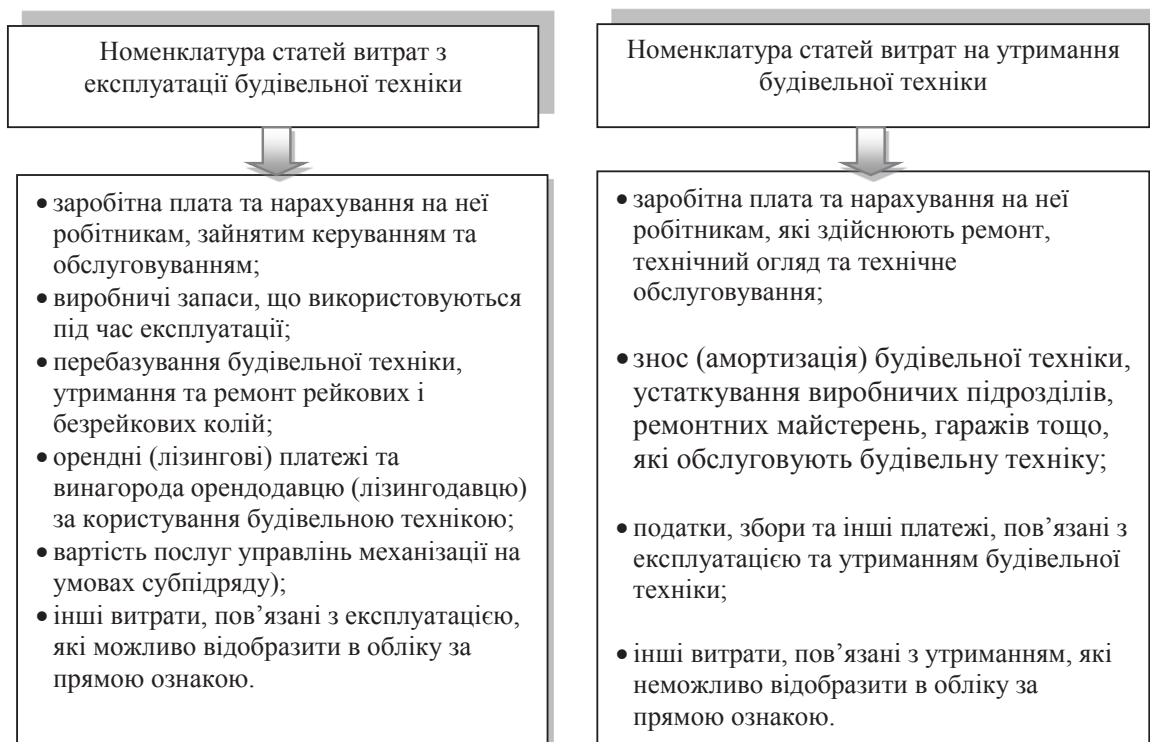 Номенклатура статей витрат з
експлуатації будівельної техніки
• заробітна плата та нарахування на неї
робітникам, зайнятим керуванням та
обслуговуванням;
• виробничі запаси, що використовуються
під час експлуатації;
• перебазування будівельної техніки,
утримання та ремонт рейкових і
безрейкових колій;
• орендні (лізингові) платежі та
винагорода орендодавцю (лізингодавцю)
за користування будівельною технікою;
• вартість послуг управлінь механізації на
умовах субпідряду);
• інші витрати, пов’язані з експлуатацією,
які можливо відобразити в обліку за
прямою ознакою.
Номенклатура статей витрат на утримання
будівельної техніки
• заробітна плата та нарахування на неї
робітникам, які здійснюють ремонт,
технічний огляд та технічне
обслуговування;
• знос (амортизація) будівельної техніки,
устаткування виробничих підрозділів,
ремонтних майстерень, гаражів тощо,
які обслуговують будівельну техніку;
• податки, збори та інші платежі, пов’язані з
експлуатацією та утриманням будівельної
техніки;
• інші витрати, пов’язані з утриманням, які
неможливо відобразити в обліку за
прямою ознакою.